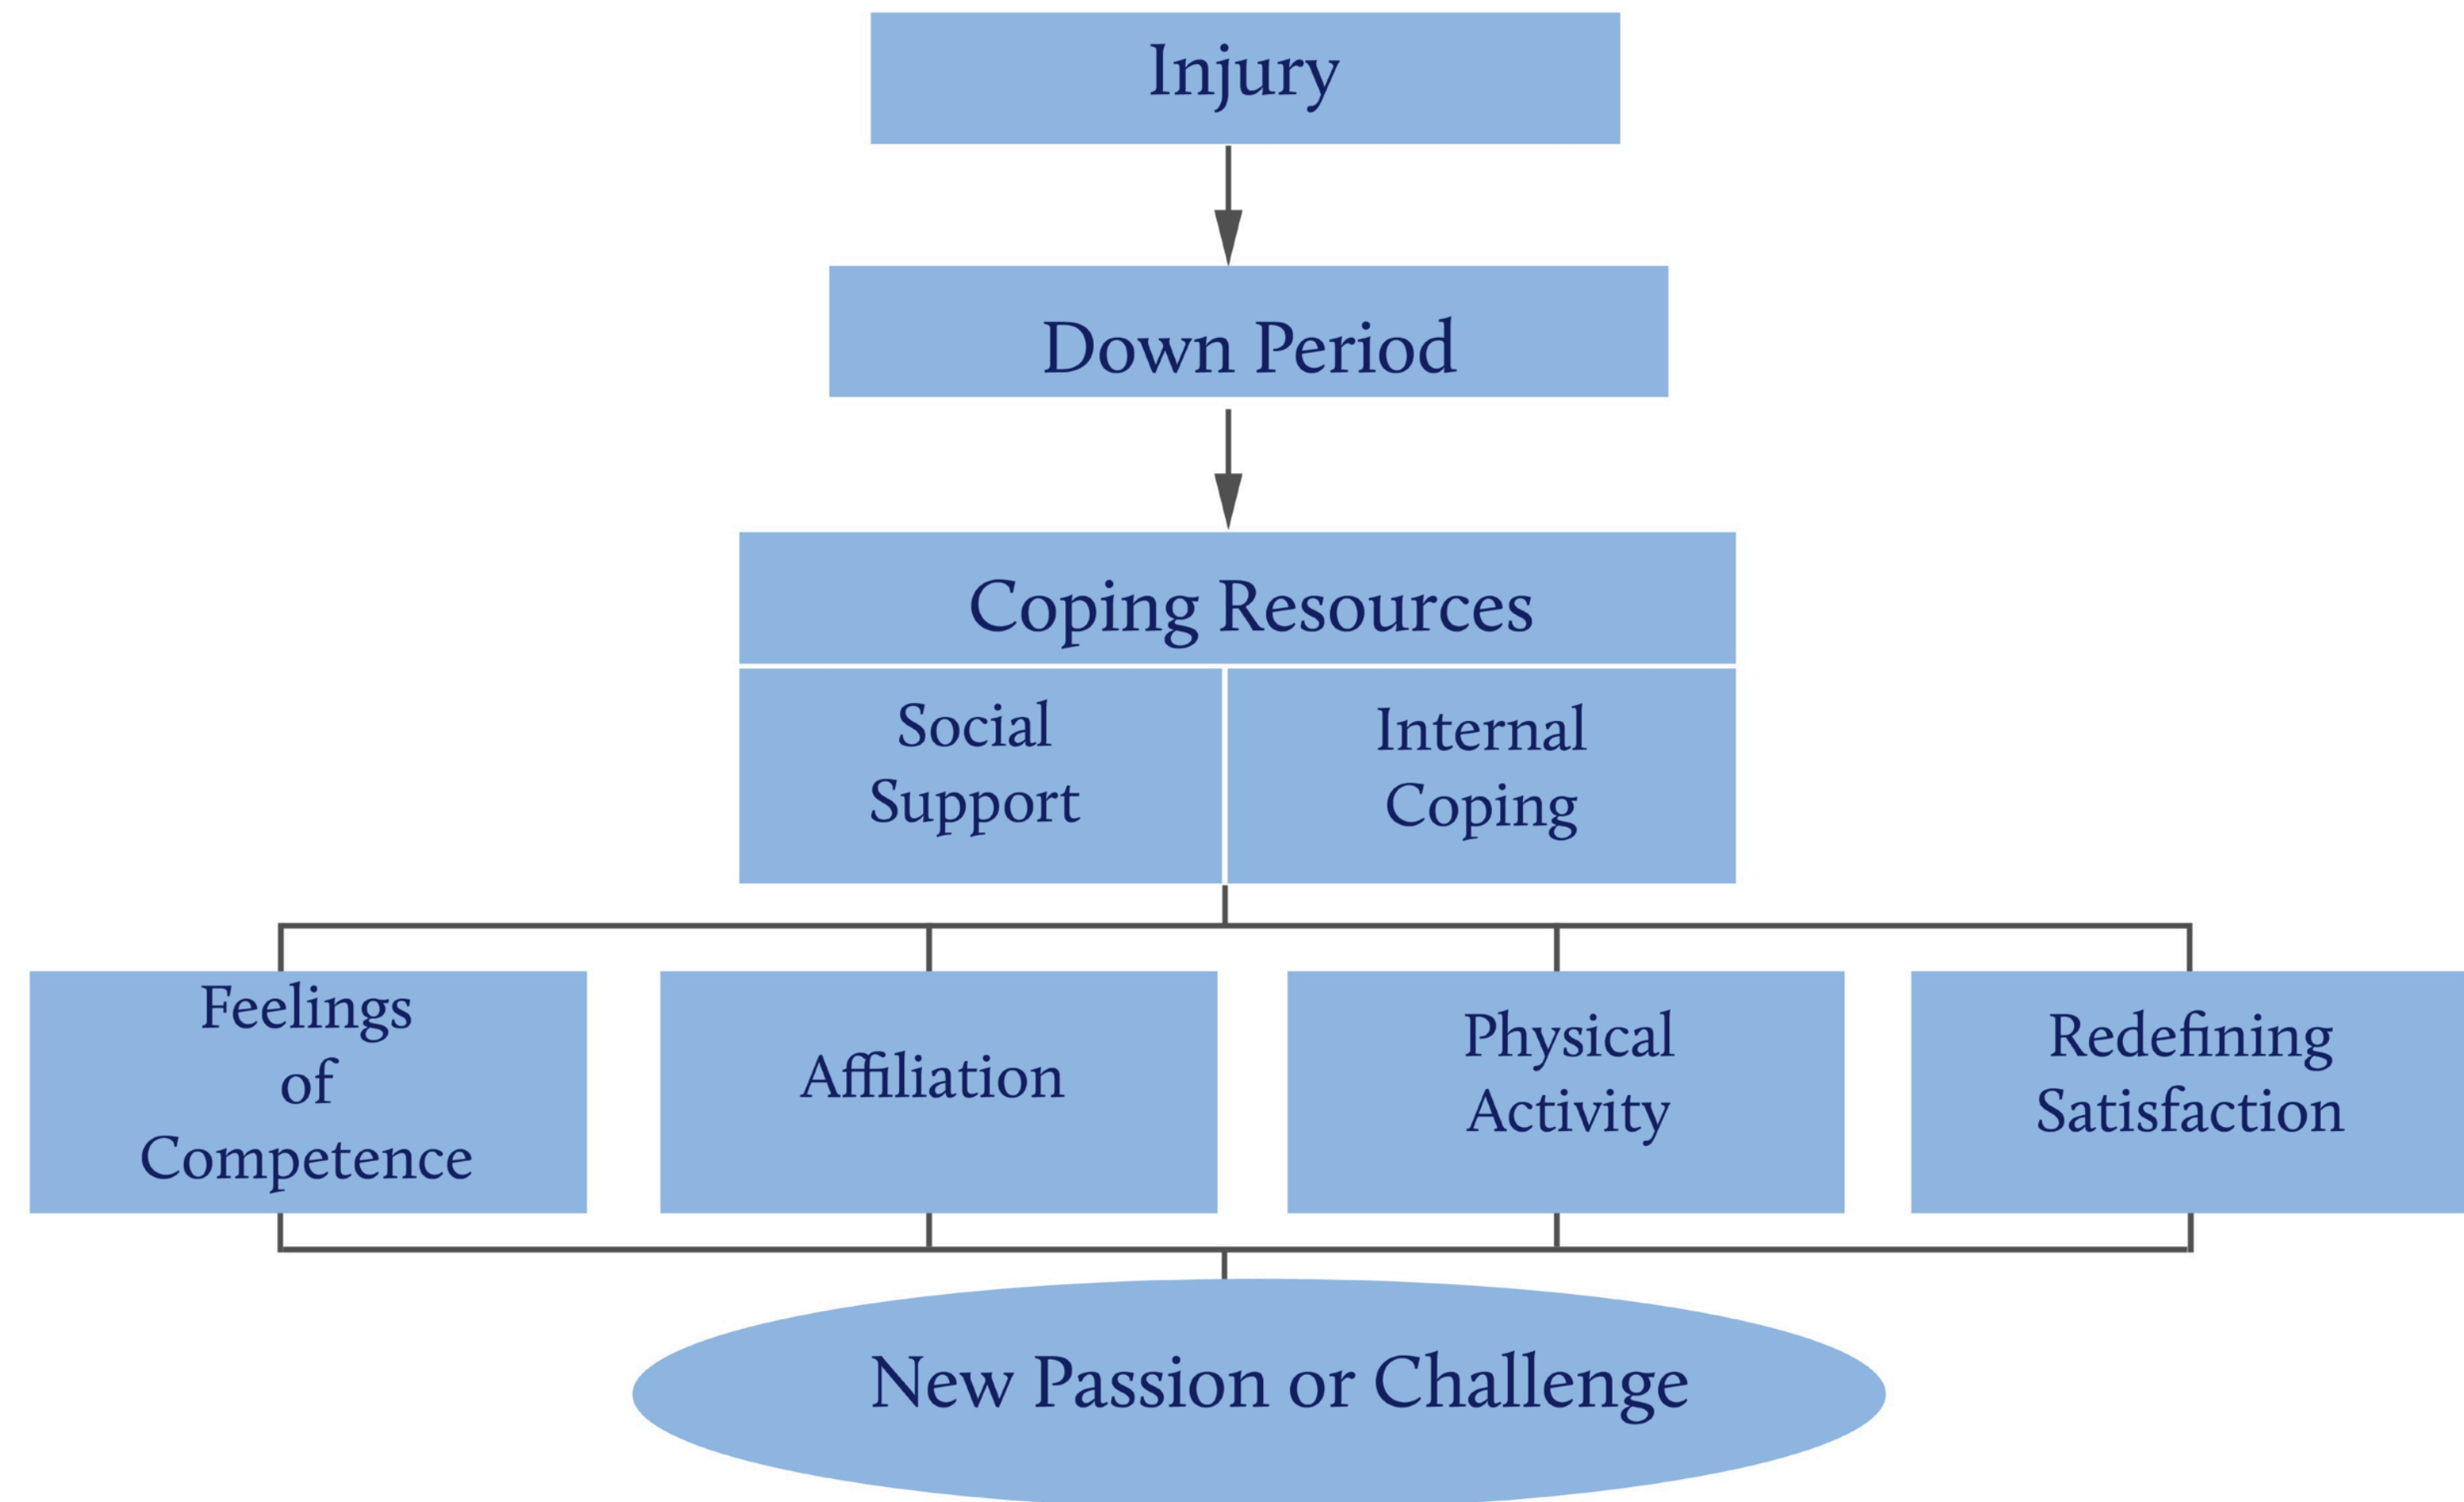 Injury
Down Period
Coping Resources
Social
Support
Internal
Coping
Feelings
of
Competence
Affiliation
Physical
Activity
Redefining
Satisfaction
New Passion or Challenge